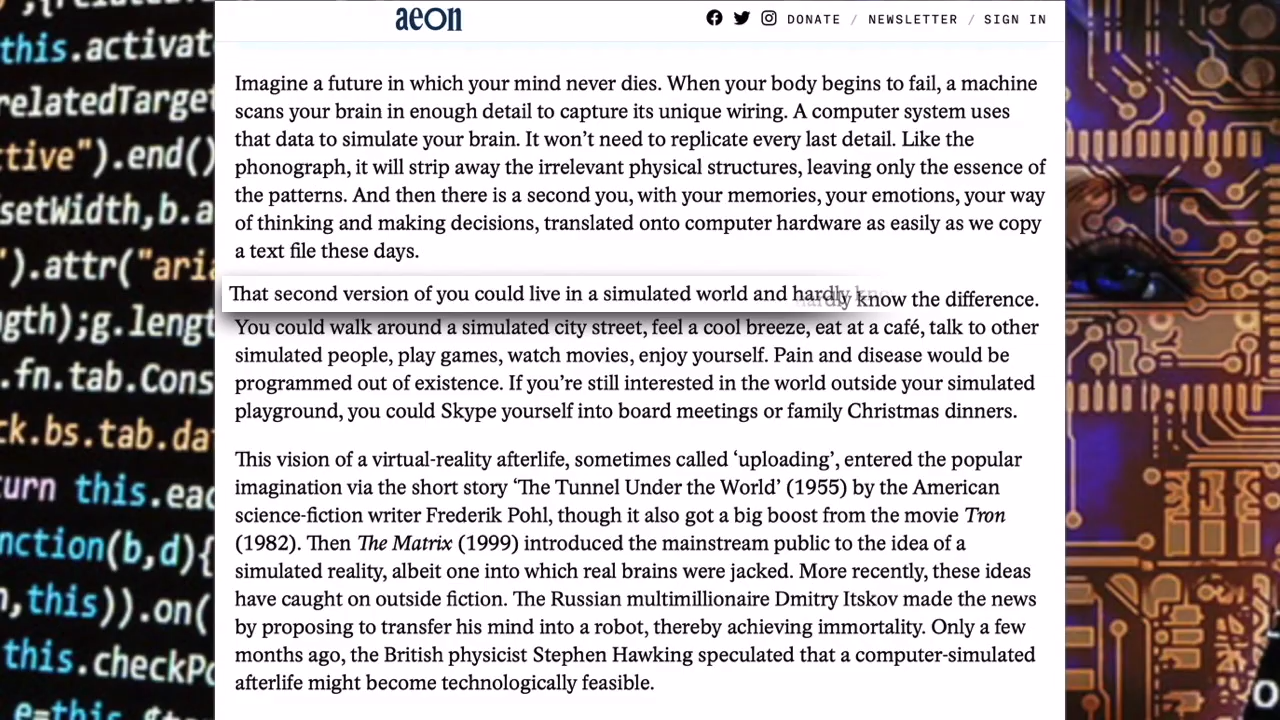 aeon
DONATE / NEWSLETTER / SIGN IN
Imagine a future in which your mind never dies. When your body begins to fail, a machine
scans your brain in enough detail to capture its unique wiring. A computer system uses
that data to simulate your brain. It won’t need to replicate every last detail. Like the
phonograph, it will strip away the irrelevant physical structures, leaving only the essence of
the patterns. And then there is a second you, with your memories, your emotions, your way
of thinking and making decisions, translated onto computer hardware as easily as we copy
a text file these days.
That second version of you could live in a simulated world and hardly know the difference.
You could walk around a simulated city street, feel a cool breeze, eat at a café, talk to other
simulated people, play games, watch movies, enjoy yourself. Pain and disease would be
programmed out of existence. If you’re still interested in the world outside your simulated
playground, you could Skype yourself into board meetings or family Christmas dinners.
This vision of a virtual-reality afterlife, sometimes called ‘uploading’, entered the popular
imagination via the short story ‘The Tunnel Under the World’ (1955) by the American
science-fiction writer Frederik Pohl, though it also got a big boost from the movie Tron
(1982). Then The Matrix (1999) introduced the mainstream public to the idea of a
simulated reality, albeit one into which real brains were jacked. More recently, these ideas
have caught on outside fiction. The Russian multimillionaire Dmitry Itskov made the news
by proposing to transfer his mind into a robot, thereby achieving immortality. Only a few
months ago, the British physicist Stephen Hawking speculated that a computer-simulated
afterlife might become technologically feasible.
this.activat
relatedTarget
ctive").end()
setWidth,b.a
").attr("aria
ngth);g.lengt
.fn.tab.Cons
ck.bs.tab.da
turn this.eac
nction(b,d){
,this)).on(
this.checkPo
e=this